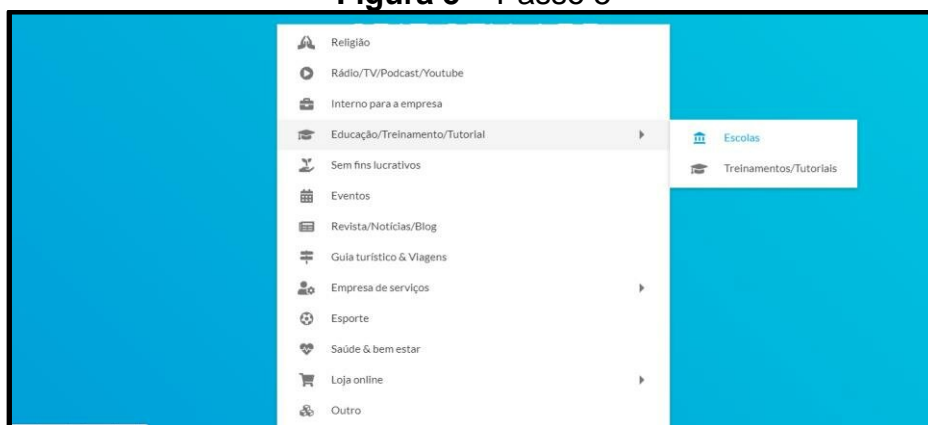 Religião
Rádio/TV/Podcast/Youtube
Interno para a empresa
Educação/Treinamento/Tutorial
Escolas
Treinamentos/Tutoriais
Sem fins lucrativos
Eventos
Revista/Notícias/Blog
Guia turístico & Viagens
Empresa de serviços
Esporte
Saúde & bem estar
Loja online
Outro